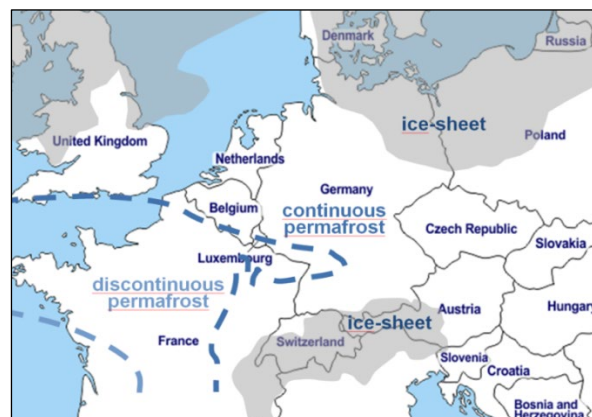 Denmark
Russia
ice-sheet
Poland
United Kingdom
Netherlands
Germany
Belgium
continuous
permafrost
Czech Republic
Slovakia
Luxembourg
discontinuous
permafrost
Austria
Hungary
ice-sheet
France
Switzerland
Slovenia
Croatia
Bosnia and
Herzegovina